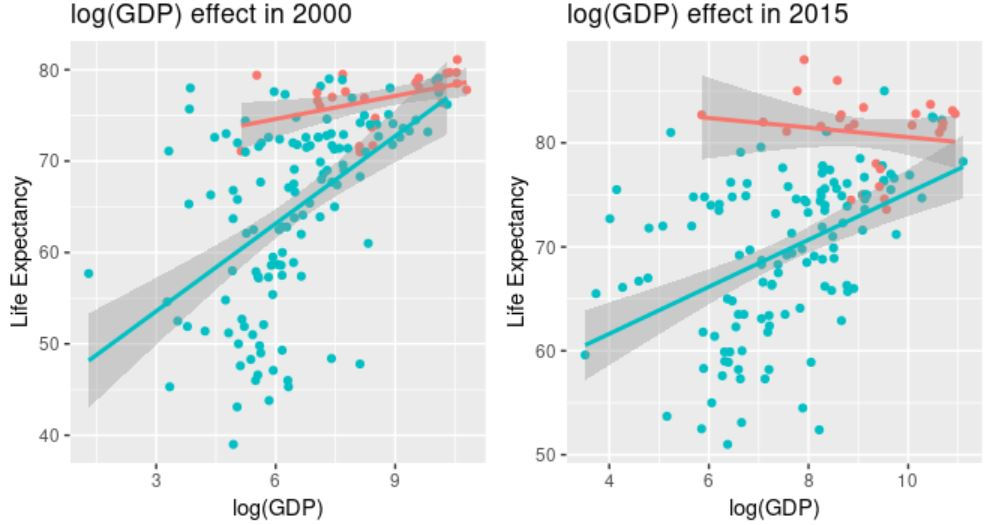 log(GDP) effect in 2000
Life Expectancy
80
70
60
50
40
3 6 9
log(GDP)
log(GDP) effect in 2015
Life Expectancy
80
70
60
50
4 6 8 10
log(GDP)